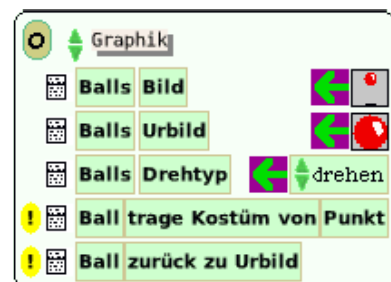 Graphik
Balls Bild
Balls Urbild
Balls Drehtyp drehen
! Ball trage Kostüm von Punkt
! Ball zurück zu Urbild